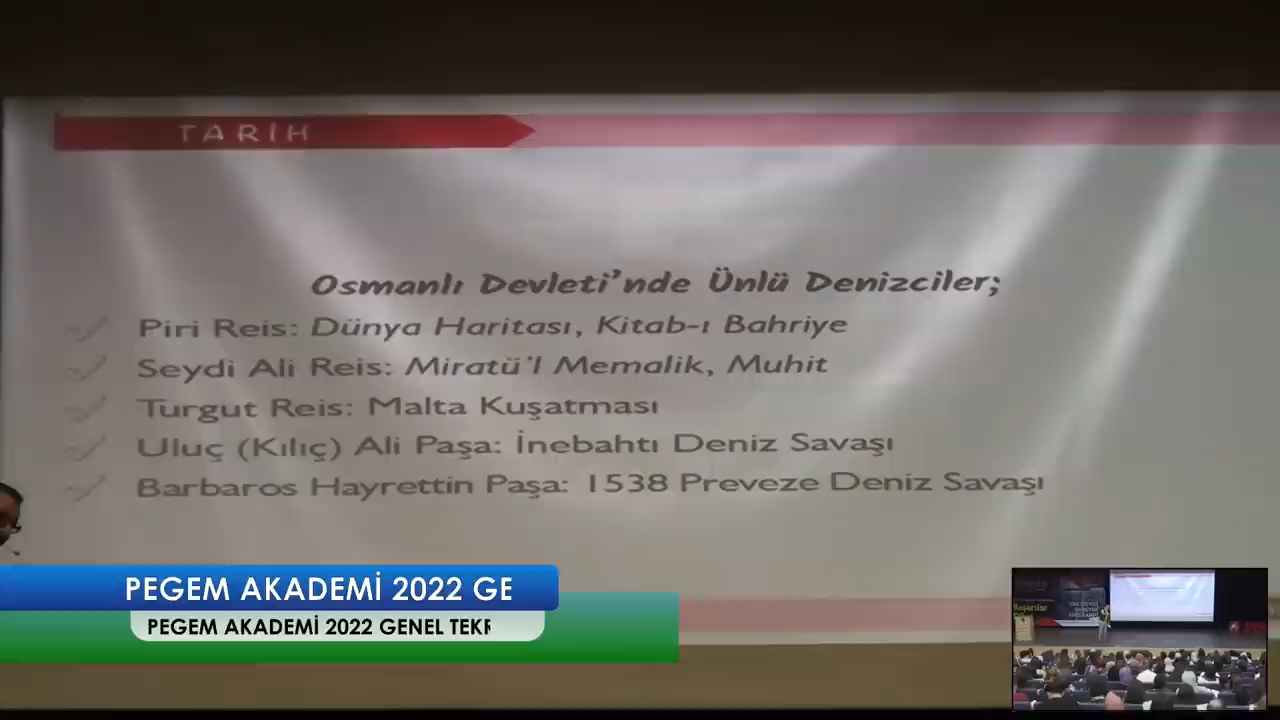 TARİH
Osmanlı Devleti’nde Ünlü Denizciler;
Piri Reis: Dünya Haritası, Kitab-ı Bahriye
Seydi Ali Reis: Miratü'l Memalik, Muhit
Turgut Reis: Malta Kuşatması
Uluç (Kılıç) Ali Paşa: İnebahtı Deniz Savaşı
Barbaros Hayrettin Paşa: 1538 Preveze Deniz Savaşı
PEGEM AKADEMİ 2022 GE
PEGEM AKADEMİ 2022 GENEL TEKR